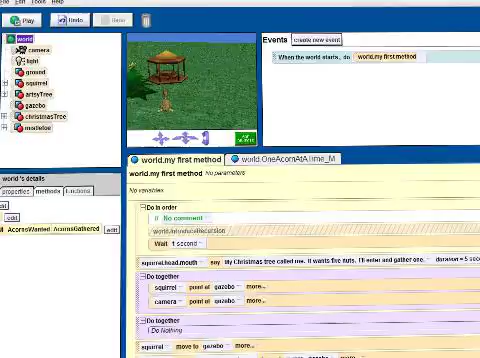 File Edit Tools Help
Play Undo
world
camera
light
ground
squirrel
artsyTree
gazebo
christmasTree
mistletoe
Events create new event
When the world starts, do world.my first method
ADD OBJECTS
world's details
properties methods functions
edit
edit
AcornsWanted AcornsGathered edit
world.my first method world.OneAcornAtATime_M
world.my first method No parameters
No variables
Do in order
// No comment
world.IntroduceRecursion
Wait 1 second
squirrel.head.mouth say My Christmas tree called me. It wants five nuts. I'll enter and gather one. duration = 5 seco
Do together
squirrel point at gazebo more...
camera point at gazebo more...
Do together
Do Nothing
squirrel move to gazebo more...